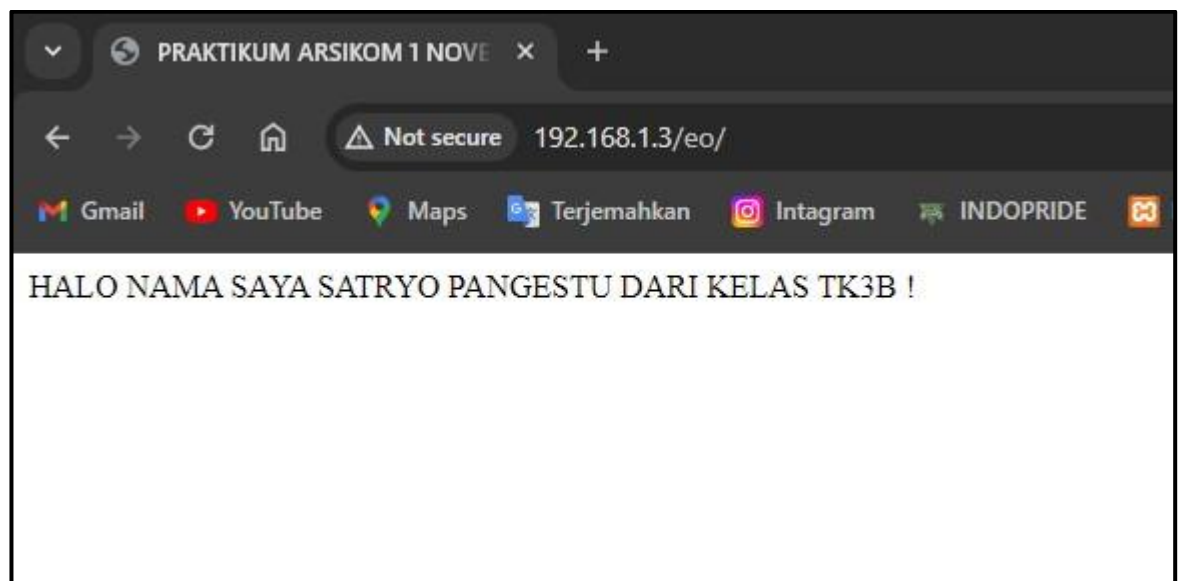 PRAKTIKUM ARSIKOM 1 NOVE
Not secure 192.168.1.3/eo/
Gmail YouTube Maps Terjemahkan Intagram INDOPRIDE
HALO NAMA SAYA SATRYO PANGESTU DARI KELAS TK3B !